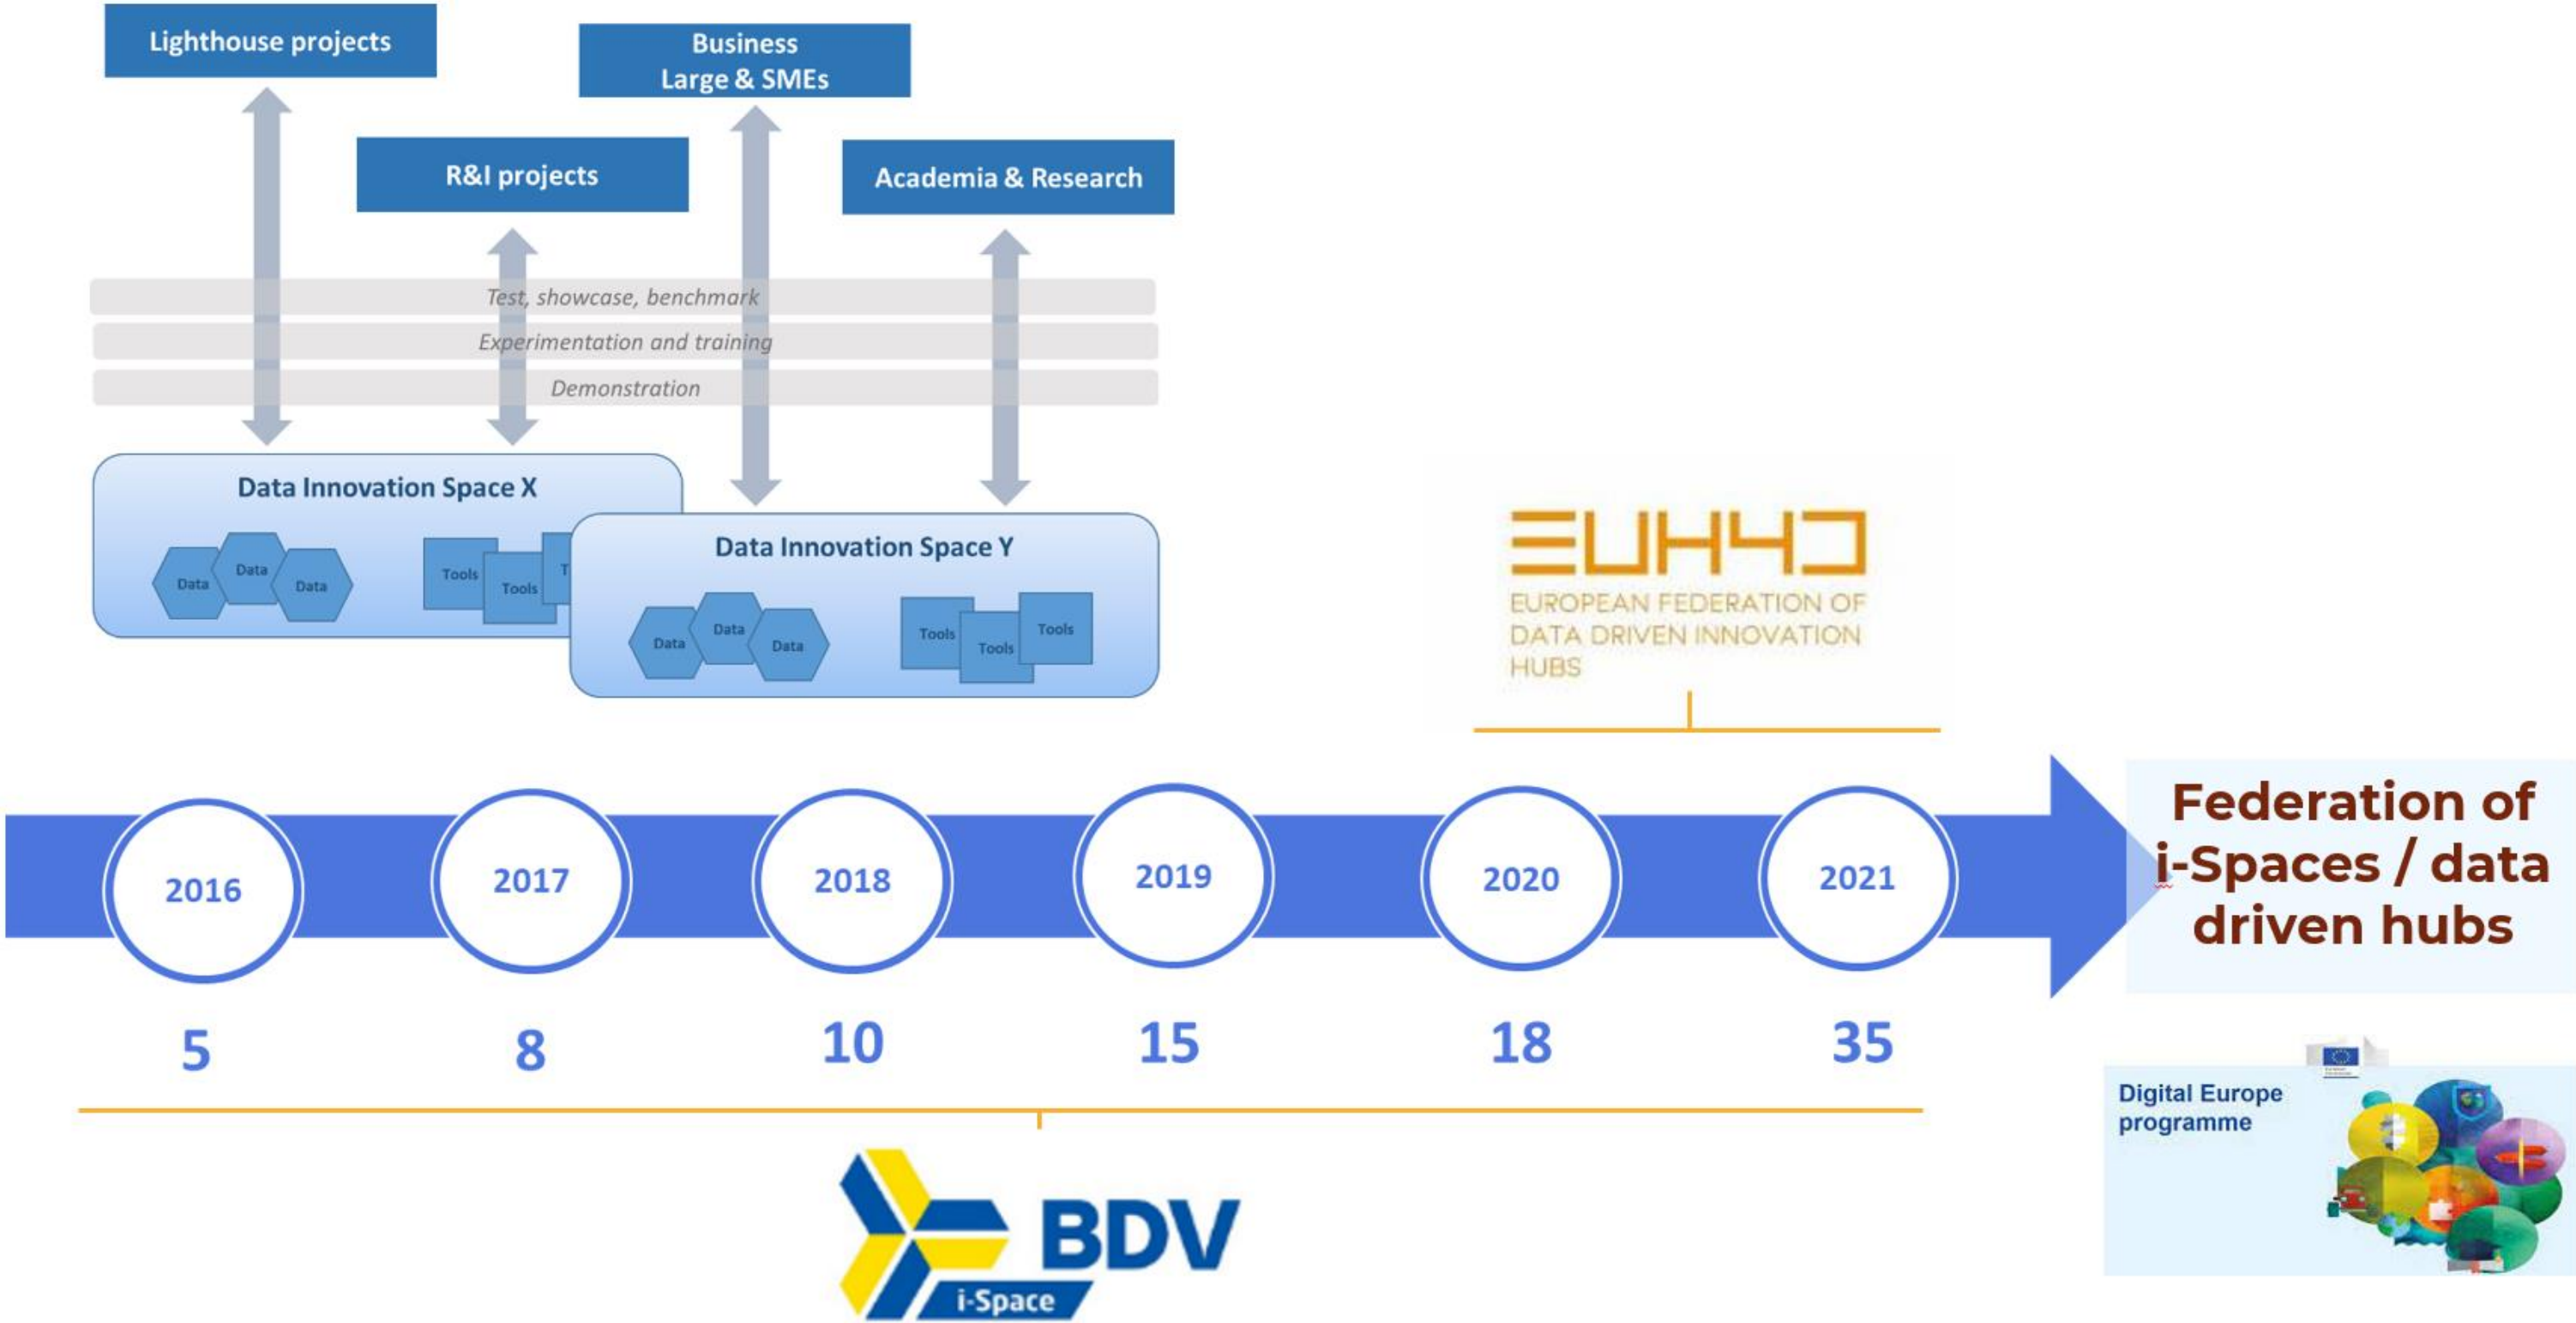 Lighthouse projects
Business
Large & SMEs
R&I projects
Academia & Research
Test, showcase, benchmark
Experimentation and training
Demonstration
Data Innovation Space X
Data
Data
Data
Tools
Tools
T
Data Innovation Space Y
Data
Data
Data
Tools
Tools
Tools
EUH4D
EUROPEAN FEDERATION OF
DATA DRIVEN INNOVATION
HUBS
2016
2017
2018
2019
2020
2021
Federation of
i-Spaces / data
driven hubs
5
8
10
15
18
35
Digital Europe
programme
BDV
i-Space